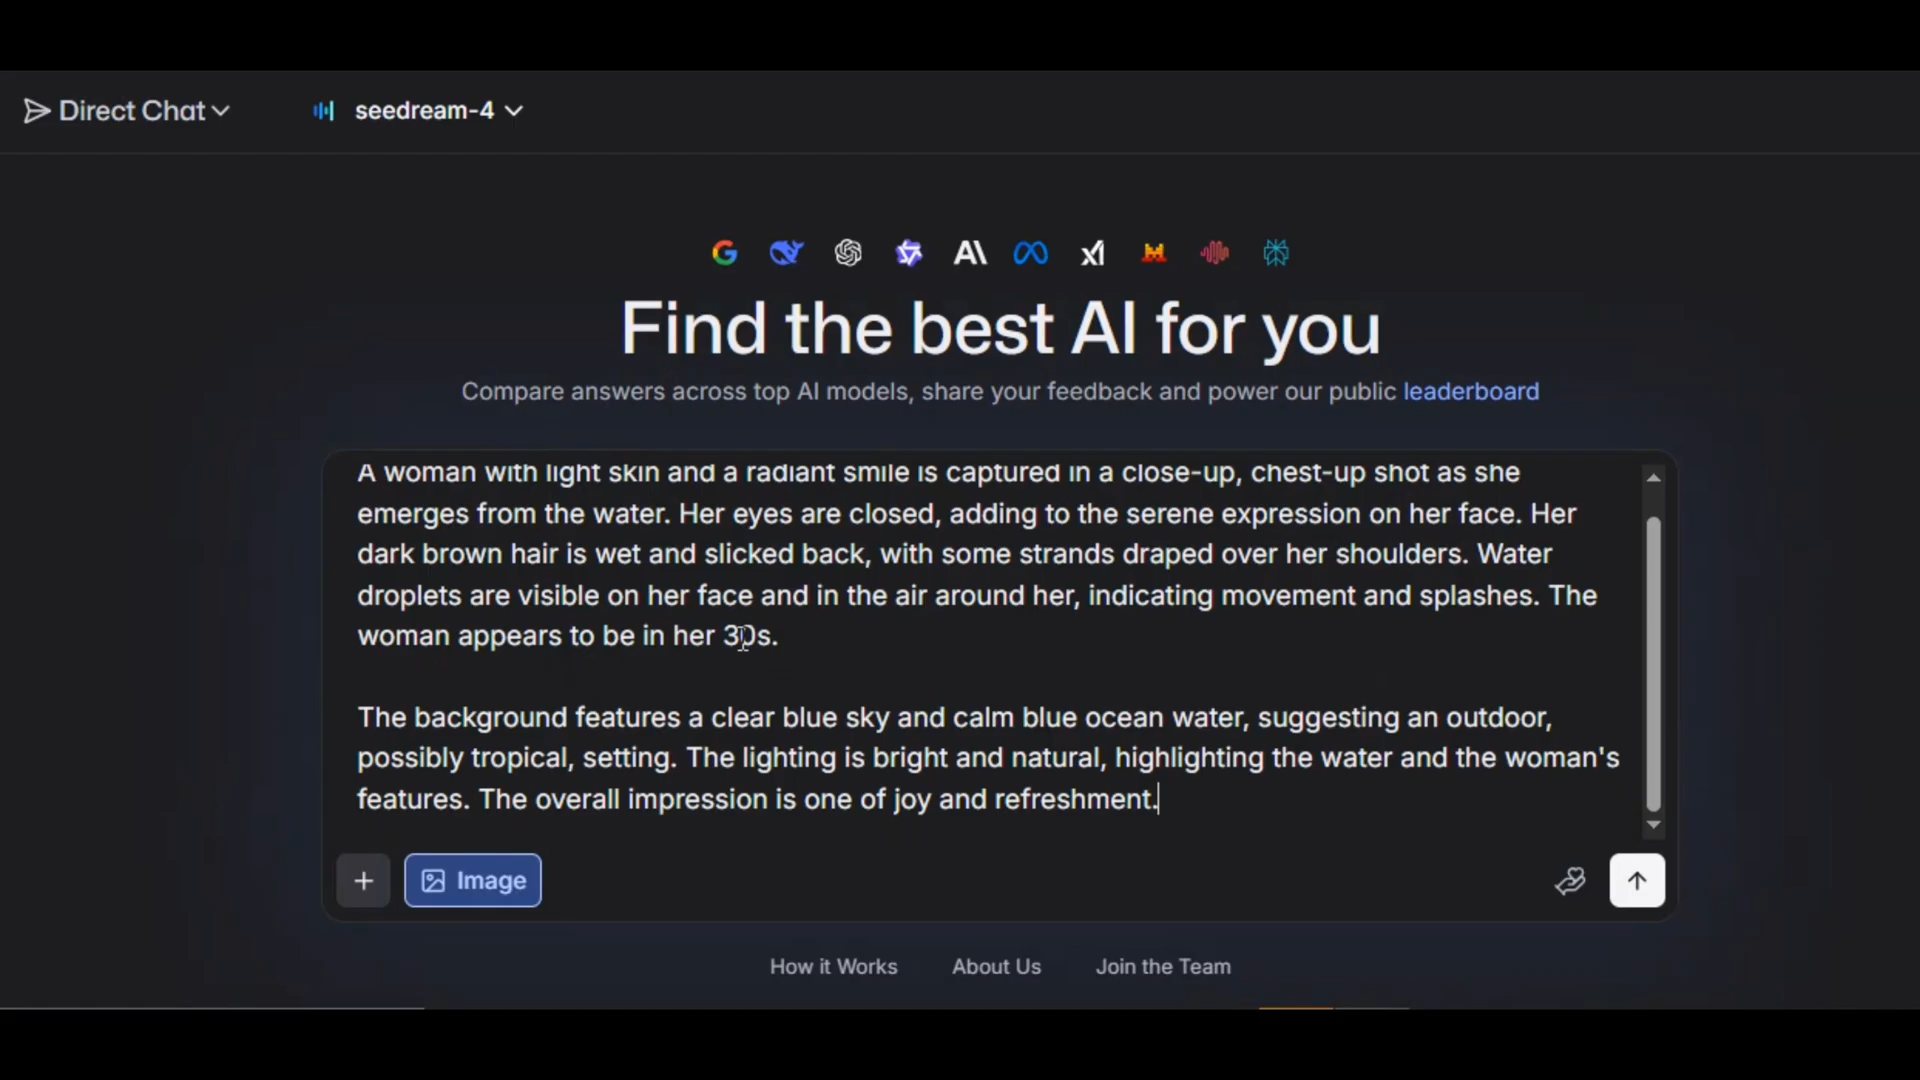 Direct Chat
seedream-4
Find the best AI for you
Compare answers across top AI models, share your feedback and power our public leaderboard
A woman with light skin and a radiant smile is captured in a close-up, chest-up shot as she
emerges from the water. Her eyes are closed, adding to the serene expression on her face. Her
dark brown hair is wet and slicked back, with some strands draped over her shoulders. Water
droplets are visible on her face and in the air around her, indicating movement and splashes. The
woman appears to be in her 30s.
The background features a clear blue sky and calm blue ocean water, suggesting an outdoor,
possibly tropical, setting. The lighting is bright and natural, highlighting the water and the woman's
features. The overall impression is one of joy and refreshment.
Image
How it Works
About Us
Join the Team